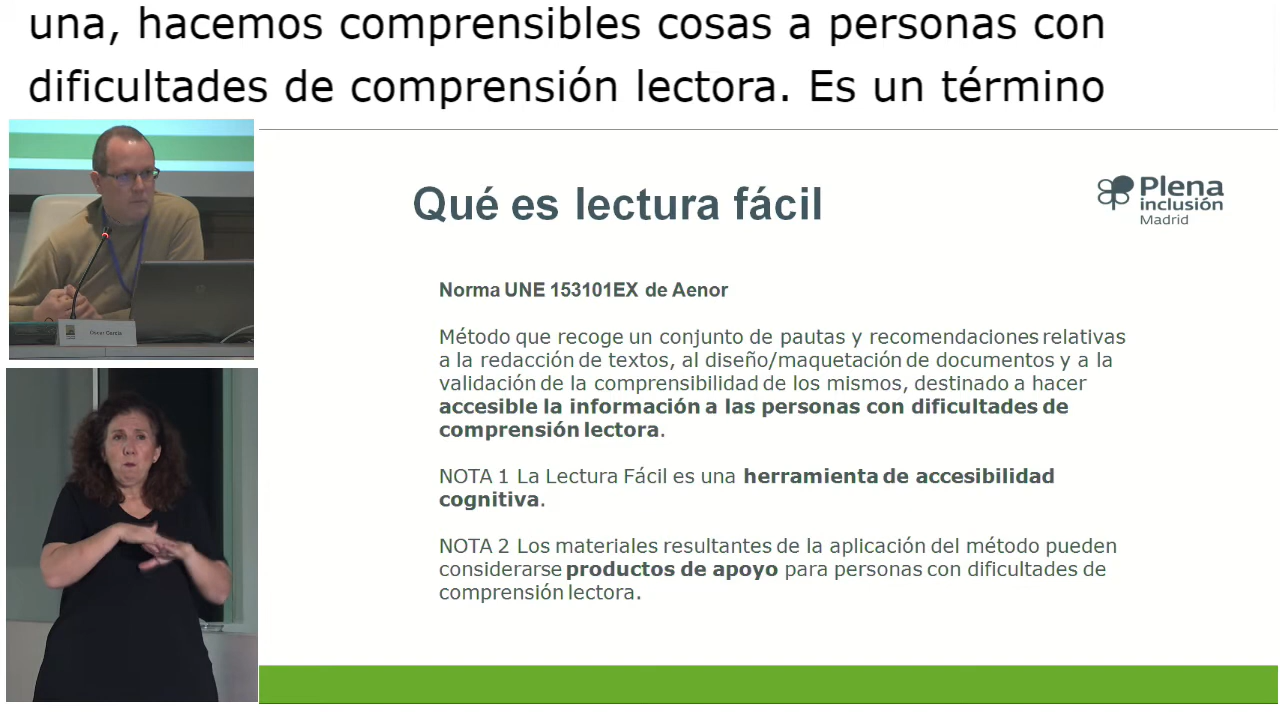 una, hacemos comprensibles cosas a personas con
dificultades de comprensión lectora. Es un término
Qué es lectura fácil
Plena
inclusión
Madrid
Norma UNE 153101EX de Aenor
Método que recoge un conjunto de pautas y recomendaciones relativas
a la redacción de textos, al diseño/maquetación de documentos y a la
validación de la comprensibilidad de los mismos, destinado a hacer
accesible la información a las personas con dificultades de
comprensión lectora.
NOTA 1 La Lectura Fácil es una herramienta de accesibilidad
cognitiva.
NOTA 2 Los materiales resultantes de la aplicación del método pueden
considerarse productos de apoyo para personas con dificultades de
comprensión lectora.
Óscar García